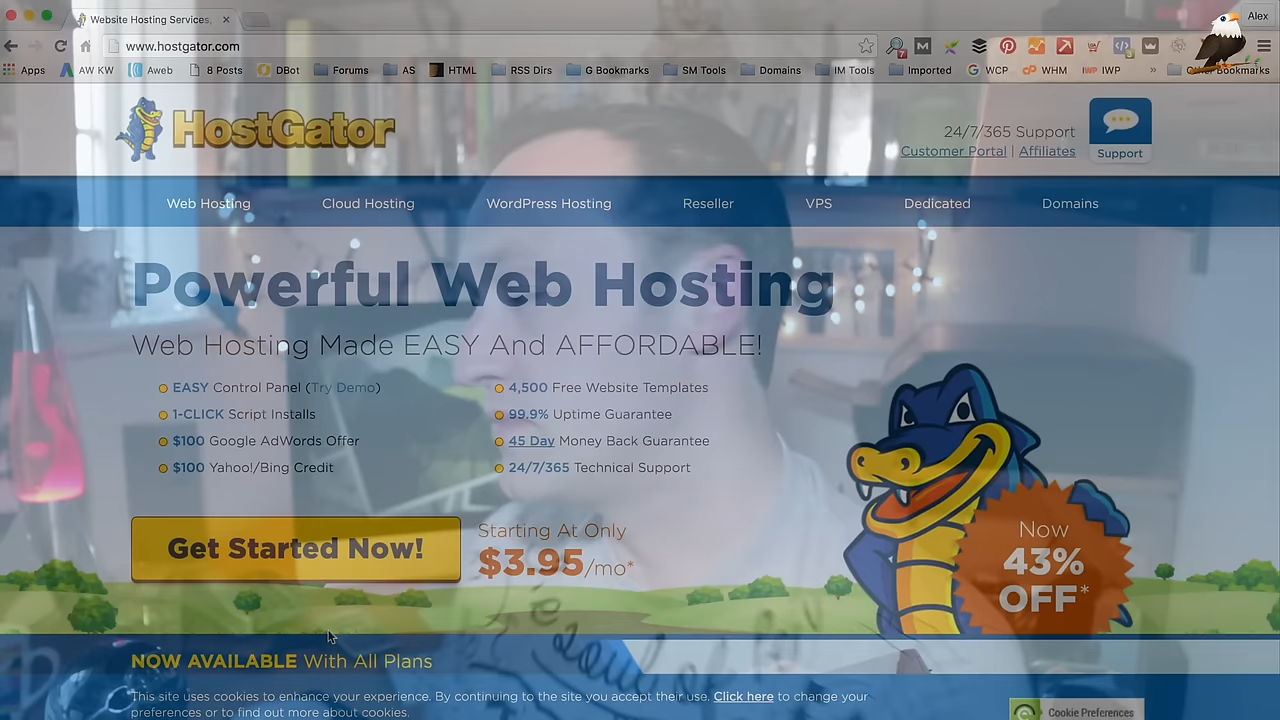 Website Hosting Services,
Alex
www.hostgator.com
Apps
AW KW
Aweb
8 Posts
DBot
Forums
AS
HTML
RSS Dirs
G Bookmarks
SM Tools
Domains
IM Tools
Imported
WCP
WHM
IWP
Other Bookmarks
HostGator
24/7/365 Support
Customer Portal | Affiliates
Support
Web Hosting
Cloud Hosting
WordPress Hosting
Reseller
VPS
Dedicated
Domains
Powerful Web Hosting
Web Hosting Made EASY And AFFORDABLE!
EASY Control Panel (Try Demo)
1-CLICK Script Installs
$100 Google AdWords Offer
$100 Yahoo!/Bing Credit
4,500 Free Website Templates
99.9% Uptime Guarantee
45 Day Money Back Guarantee
24/7/365 Technical Support
Get Started Now!
Starting At Only
$3.95/mo*
Now
43%
OFF*
NOW AVAILABLE With All Plans
This site uses cookies to enhance your experience. By continuing to the site you accept their use. Click here to change your
preferences or to find out more about cookies.
Cookie Preferences